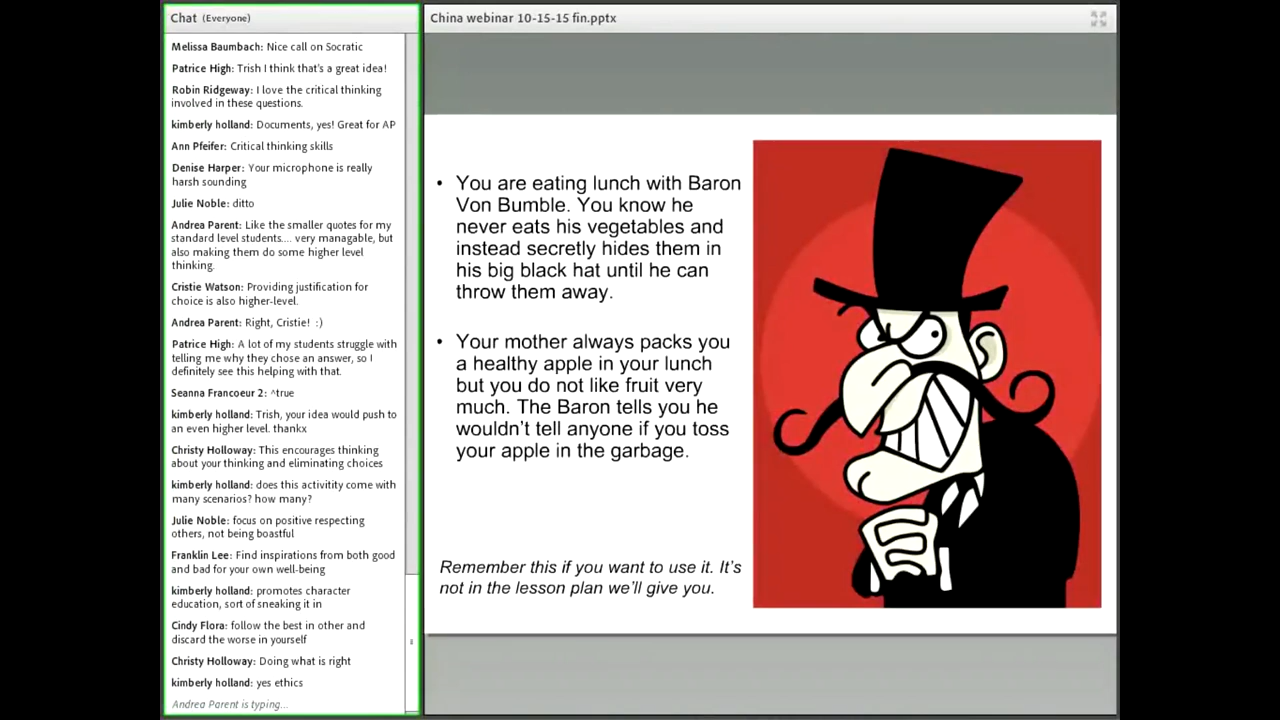 Chat (Everyone)
Melissa Baumbach: Nice call on Socratic
Patrice High: Trish I think that's a great idea!
Robin Ridgeway: I love the critical thinking
involved in these questions.
kimberly holland: Documents, yes! Great for AP
Ann Pfeifer: Critical thinking skills
Denise Harper: Your microphone is really
harsh sounding
Julie Noble: ditto
Andrea Parent: Like the smaller quotes for my
standard level students.... very managable, but
also making them do some higher level
thinking.
Cristie Watson: Providing justification for
choice is also higher-level.
Andrea Parent: Right, Cristie! :)
Patrice High: A lot of my students struggle with
telling me why they chose an answer, so I
definitely see this helping with that.
Seanna Francoeur 2: ^true
kimberly holland: Trish, your idea would push to
an even higher level. thankx
Christy Holloway: This encourages thinking
about your thinking and eliminating choices
kimberly holland: does this activitity come with
many scenarios? how many?
Julie Noble: focus on positive respecting
others, not being boastful
Franklin Lee: Find inspirations from both good
and bad for your own well-being
kimberly holland: promotes character
education, sort of sneaking it in
Cindy Flora: follow the best in other and
discard the worse in yourself
Christy Holloway: Doing what is right
kimberly holland: yes ethics
Andrea Parent is typing...
China webinar 10-15-15 fin.pptx
• You are eating lunch with Baron
Von Bumble. You know he
never eats his vegetables and
instead secretly hides them in
his big black hat until he can
throw them away.
• Your mother always packs you
a healthy apple in your lunch
but you do not like fruit very
much. The Baron tells you he
wouldn't tell anyone if you toss
your apple in the garbage.
Remember this if you want to use it. It's
not in the lesson plan we'll give you.